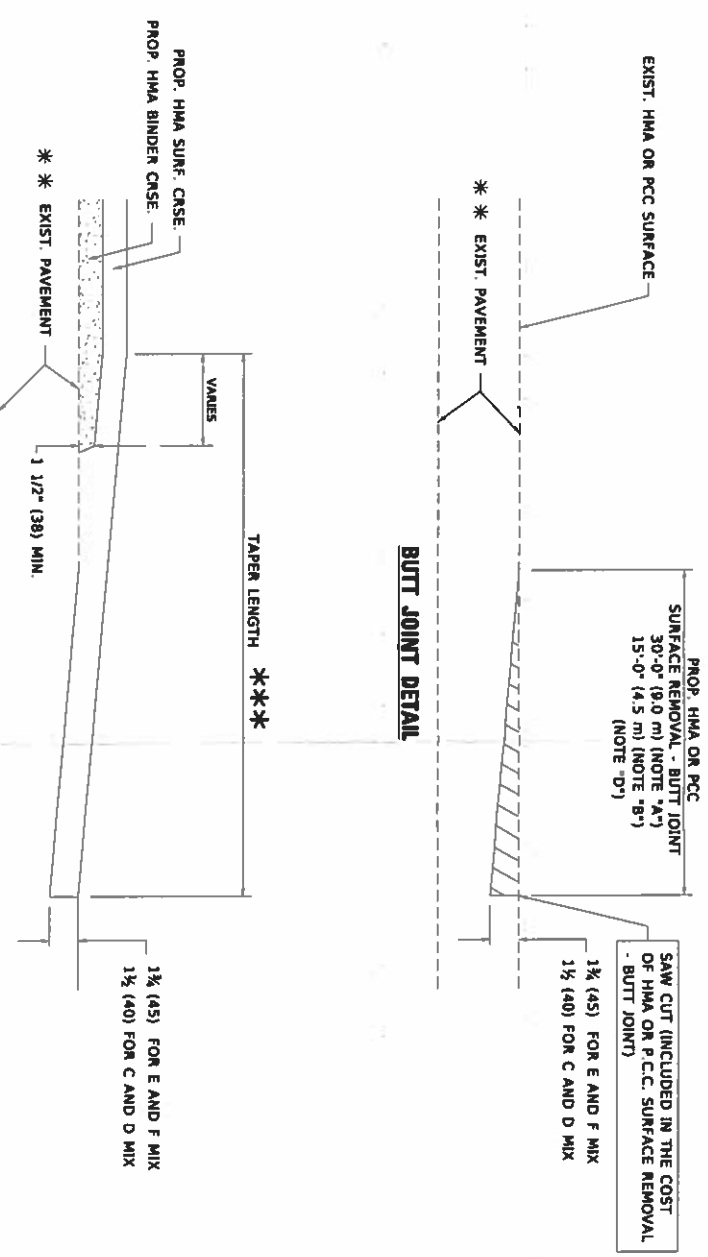 EXIST. HMA OR PCC SURFACE
PROP. HMA OR PCC
SURFACE REMOVAL - BUTT JOINT
30'-0" (9.0 m) (NOTE "A")
15'-0" (4.5 m) (NOTE "B")
(NOTE "D")
SAW CUT (INCLUDED IN THE COST
OF HMA OR P.C.C. SURFACE REMOVAL
- BUTT JOINT)
* * EXIST. PAVEMENT
1¾ (45) FOR E AND F MIX
1½ (40) FOR C AND D MIX
BUTT JOINT DETAIL
PROP. HMA SURF. CRSE.
PROP. HMA BINDER CRSE.
TAPER LENGTH ***
VARIES
* * EXIST. PAVEMENT
1 1/2" (38) MIN.
1¾ (45) FOR E AND F MIX
1½ (40) FOR C AND D MIX